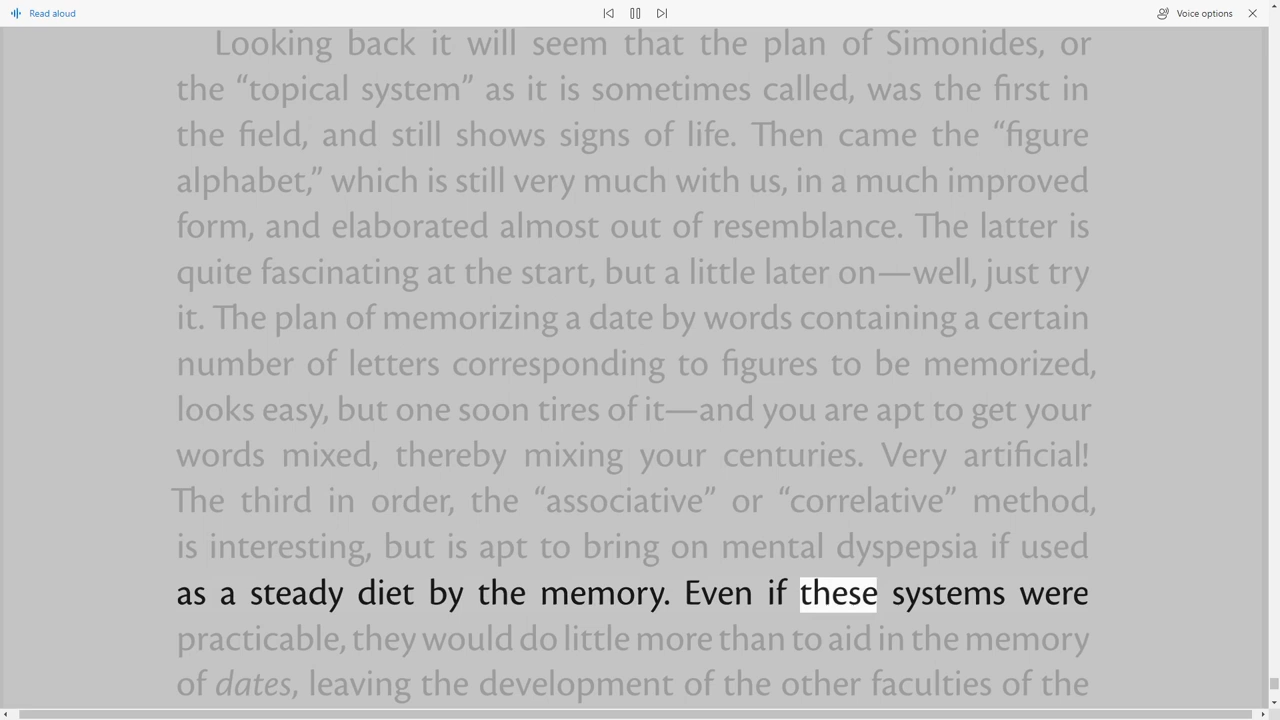 Read aloud
Voice options
Looking back it will seem that the plan of Simonides, or
the “topical system” as it is sometimes called, was the first in
the field, and still shows signs of life. Then came the “figure
alphabet,” which is still very much with us, in a much improved
form, and elaborated almost out of resemblance. The latter is
quite fascinating at the start, but a little later on—well, just try
it. The plan of memorizing a date by words containing a certain
number of letters corresponding to figures to be memorized,
looks easy, but one soon tires of it—and you are apt to get your
words mixed, thereby mixing your centuries. Very artificial!
The third in order, the “associative” or “correlative” method,
is interesting, but is apt to bring on mental dyspepsia if used
as a steady diet by the memory. Even if these systems were
practicable, they would do little more than to aid in the memory
of dates, leaving the development of the other faculties of the